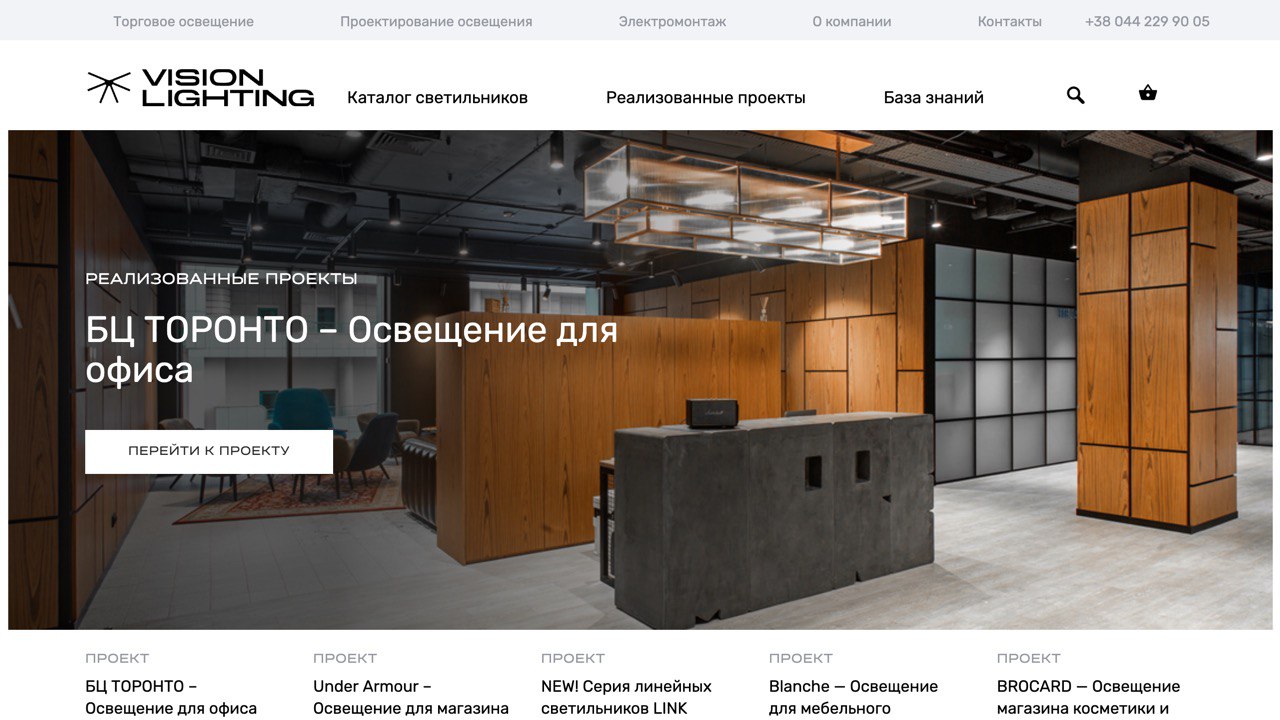 Торговое освещение
Проектирование освещения
Электромонтаж
О компании
Контакты
+38 044 229 90 05
VISION
LIGHTING
Каталог светильников
Реализованные проекты
База знаний
РЕАЛИЗОВАННЫЕ ПРОЕКТЫ
БЦ ТОРОНТО – Освещение для
офиса
ПЕРЕЙТИ К ПРОЕКТУ
ПРОЕКТ
БЦ ТОРОНТО –
Освещение для офиса
ПРОЕКТ
Under Armour –
Освещение для магазина
ПРОЕКТ
NEW! Серия линейных
светильников LINK
ПРОЕКТ
Blanche — Освещение
для мебельного
ПРОЕКТ
BROCARD — Освещение
магазина косметики и